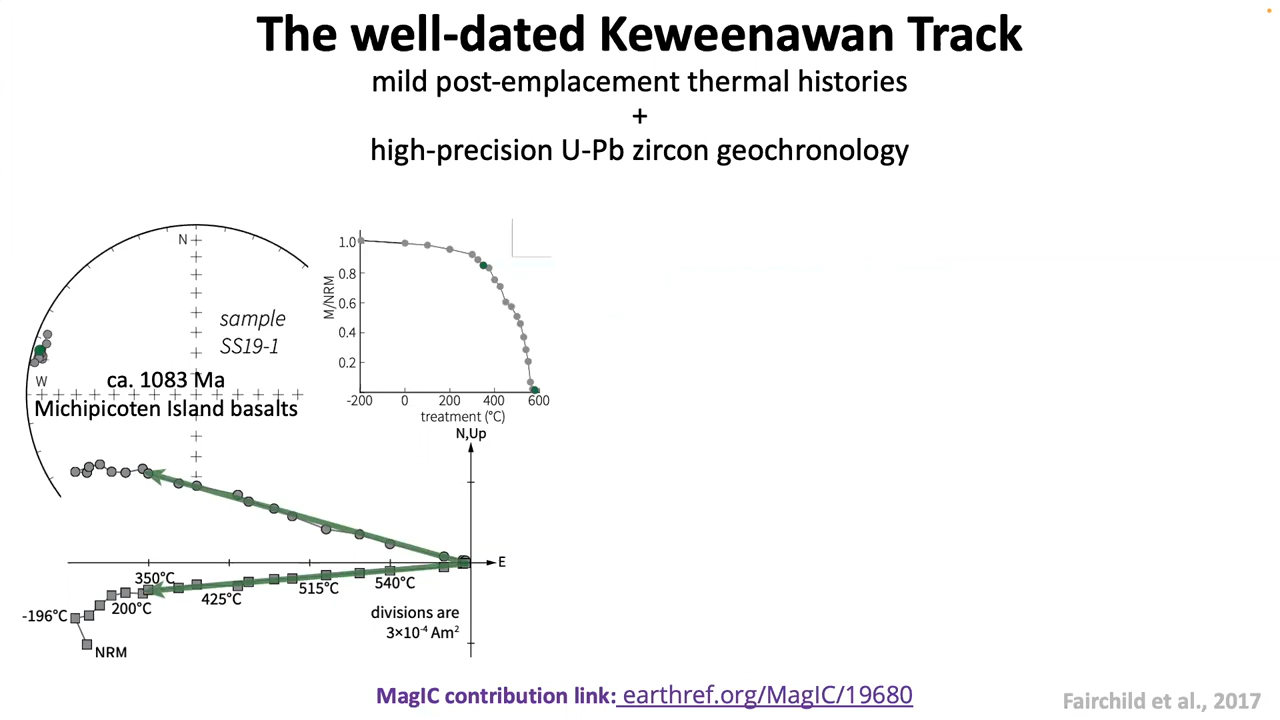 The well-dated Keweenawan Track
mild post-emplacement thermal histories
+
high-precision U-Pb zircon geochronology
N
sample
SS19-1
W
ca. 1083 Ma
Michipicoten Island basalts
M/NRM
1.0
0.8
0.6
0.4
0.2
-200 0 200 400 600
treatment (°C)
N,Up
E
350°C
200°C
425°C
515°C
540°C
-196°C
NRM
divisions are
3×10⁻⁴ Am²
MagIC contribution link: earthref.org/MagIC/19680
Fairchild et al., 2017